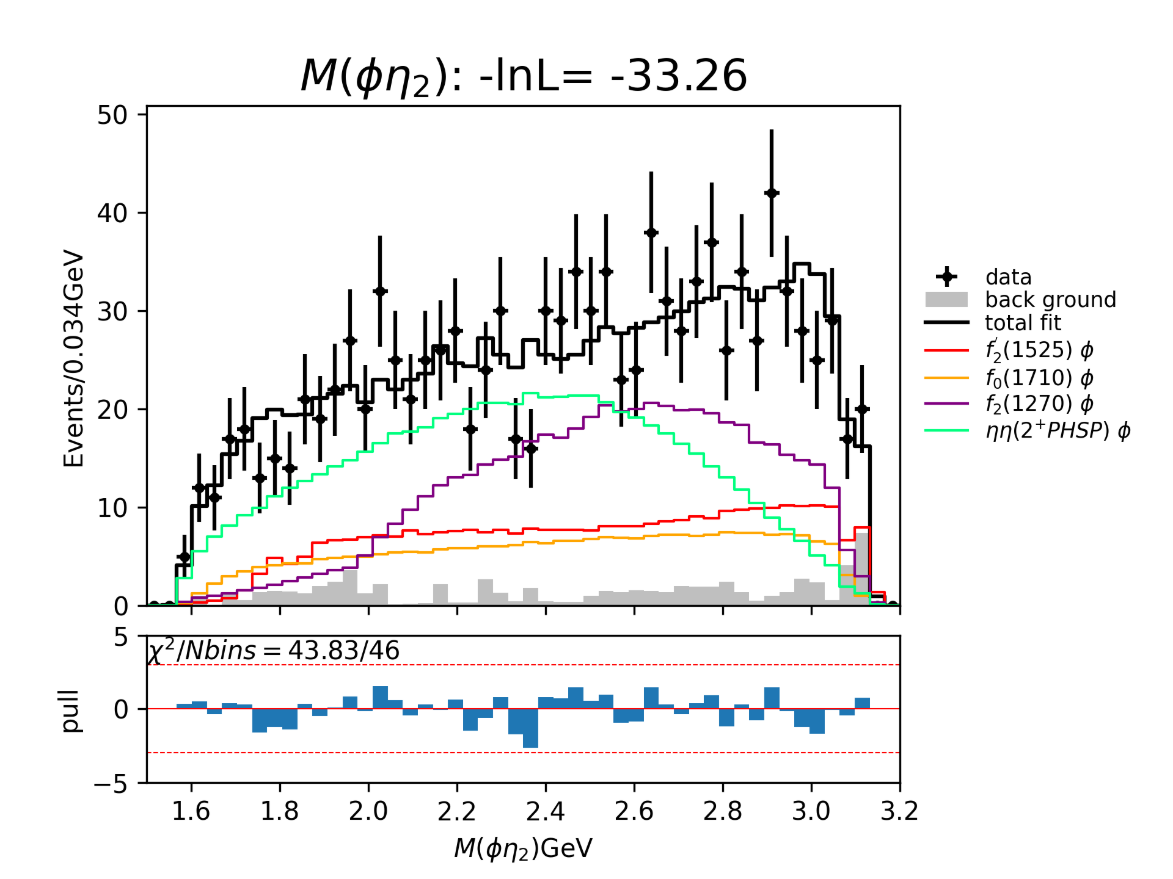 M(ϕη₂): -lnL= -33.26
50
40
30
20
10
0
Events/0.034GeV
data
back ground
total fit
f₂′(1525) ϕ
f₀(1710) ϕ
f₂(1270) ϕ
ηη(2⁺PHSP) ϕ
χ²/Nbins = 43.83/46
5
0
−5
pull
1.6 1.8 2.0 2.2 2.4 2.6 2.8 3.0 3.2
M(ϕη₂)GeV